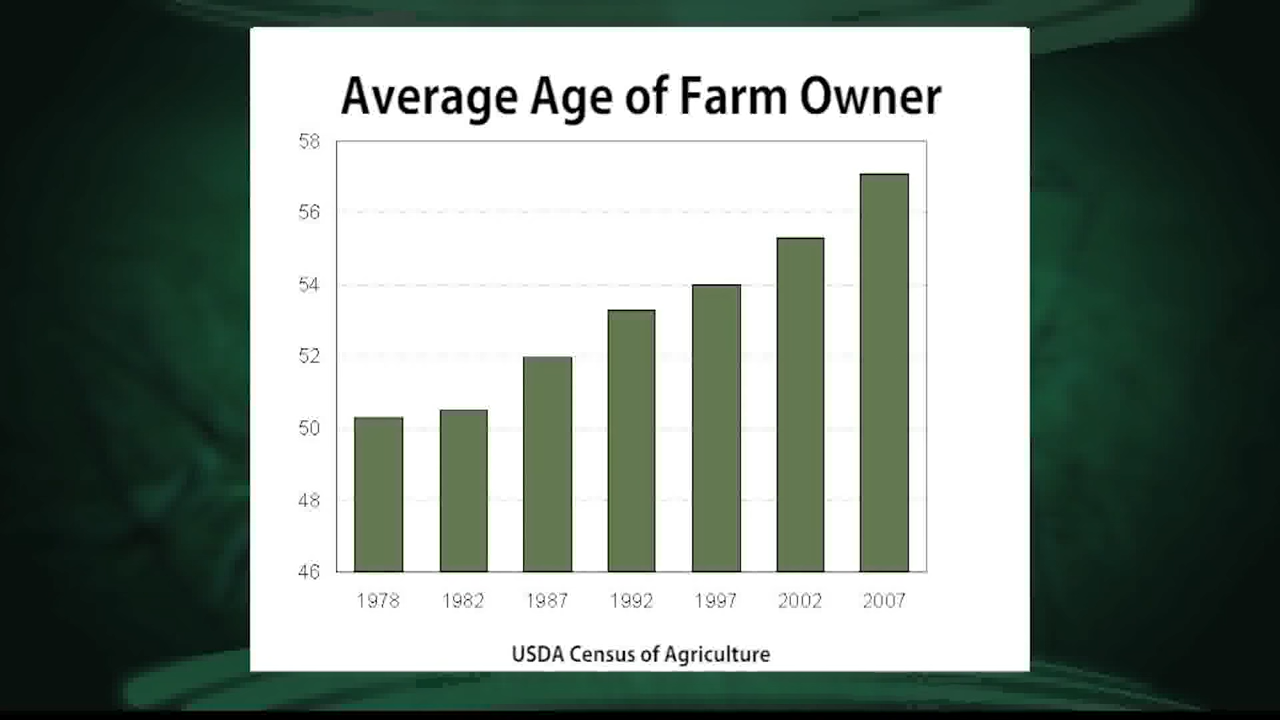 Average Age of Farm Owner
58
56
54
52
50
48
46
1978 1982 1987 1992 1997 2002 2007
USDA Census of Agriculture